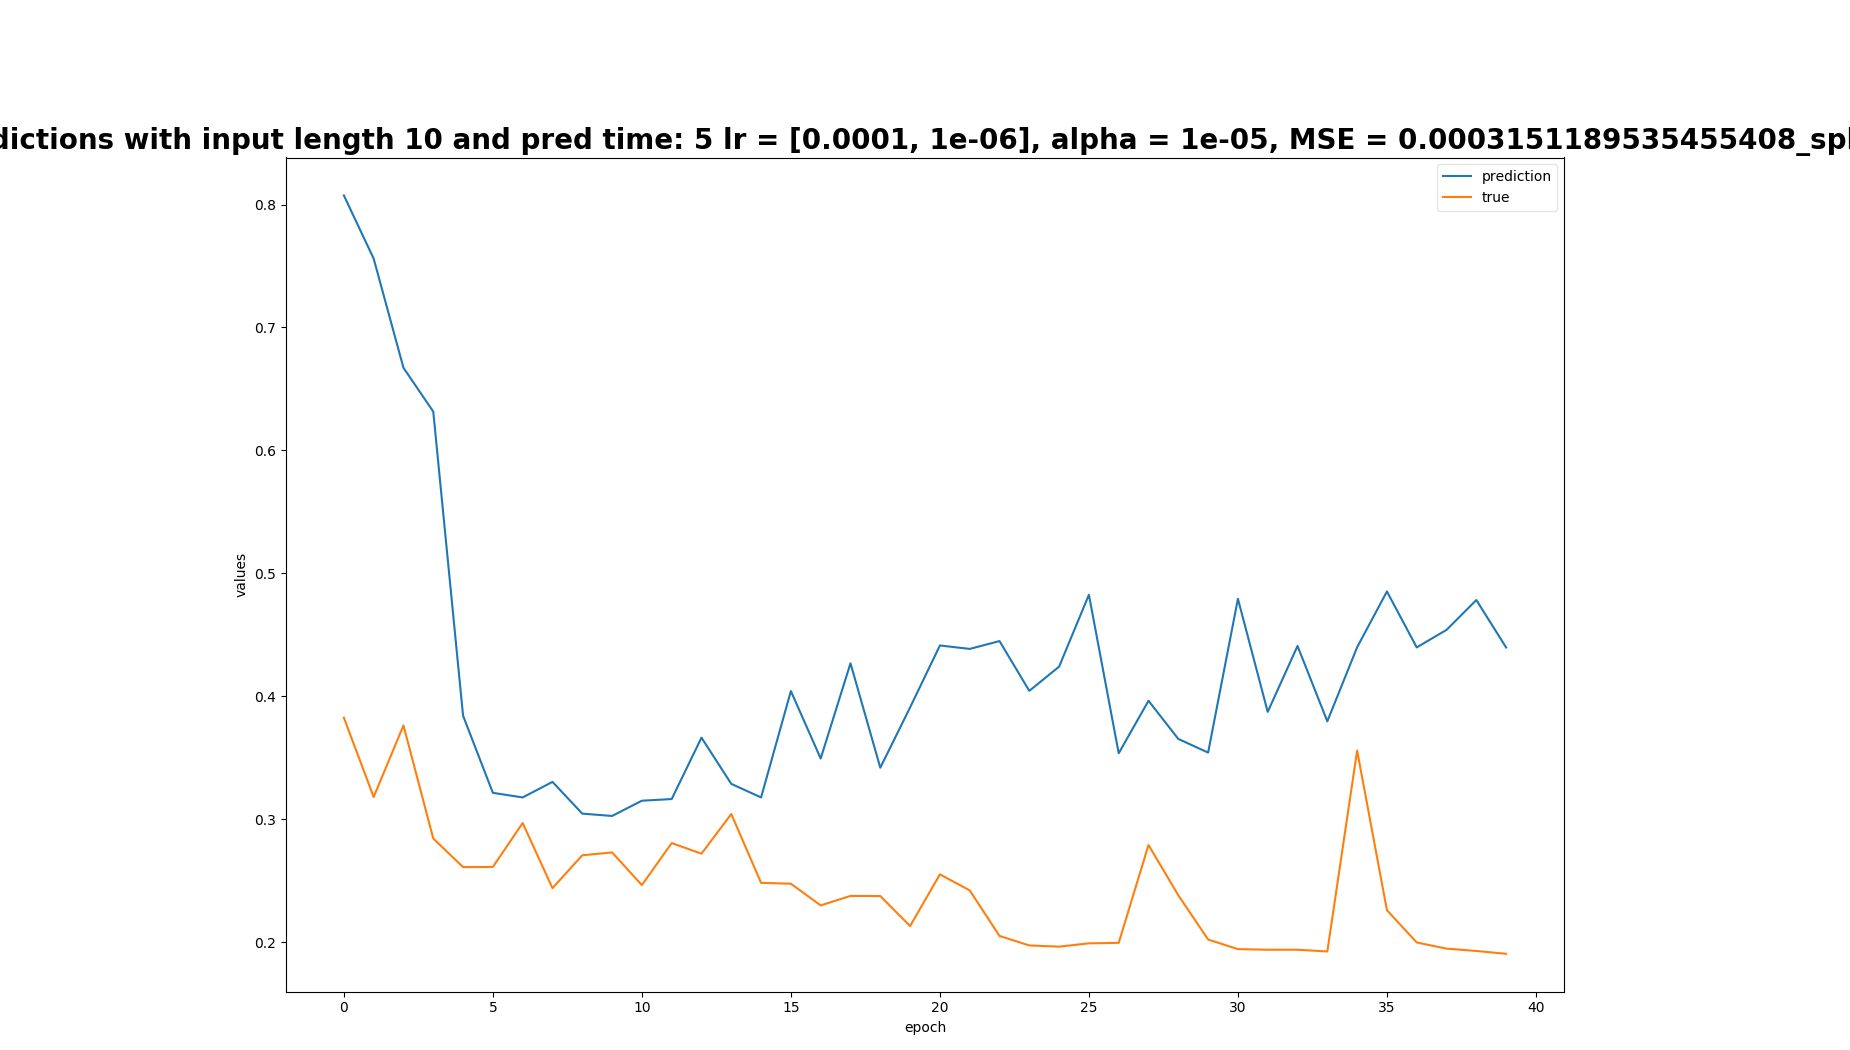 dictions with input length 10 and pred time: 5 lr = [0.0001, 1e-06], alpha = 1e-05, MSE = 0.0003151189535455408_spl
prediction
true
0.8
0.7
0.6
0.5
0.4
0.3
0.2
values
0 5 10 15 20 25 30 35 40
epoch